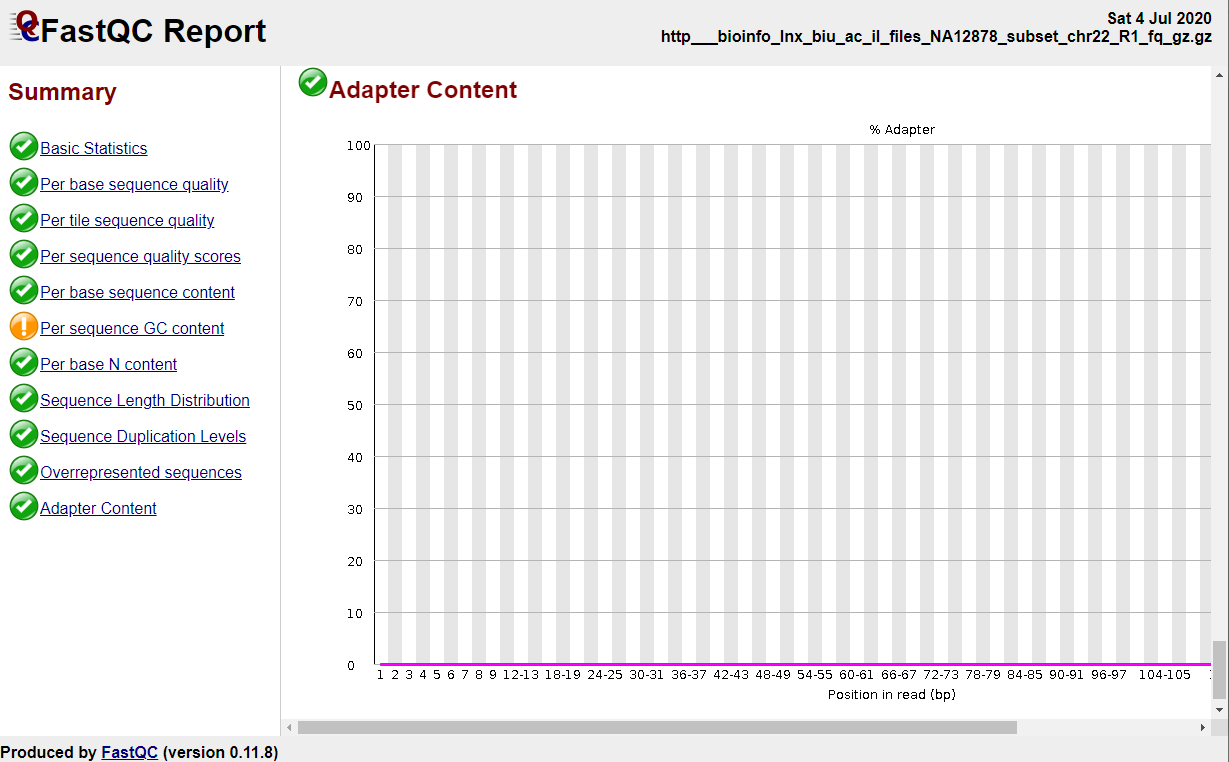 FastQC Report
Sat 4 Jul 2020
http___bioinfo_lnx_biu_ac_il_files_NA12878_subset_chr22_R1_fq_gz.gz
Summary
Basic Statistics
Per base sequence quality
Per tile sequence quality
Per sequence quality scores
Per base sequence content
Per sequence GC content
Per base N content
Sequence Length Distribution
Sequence Duplication Levels
Overrepresented sequences
Adapter Content
Adapter Content
% Adapter
100
90
80
70
60
50
40
30
20
10
0
1 2 3 4 5 6 7 8 9 12-13 18-19 24-25 30-31 36-37 42-43 48-49 54-55 60-61 66-67 72-73 78-79 84-85 90-91 96-97 104-105
Position in read (bp)
Produced by FastQC (version 0.11.8)